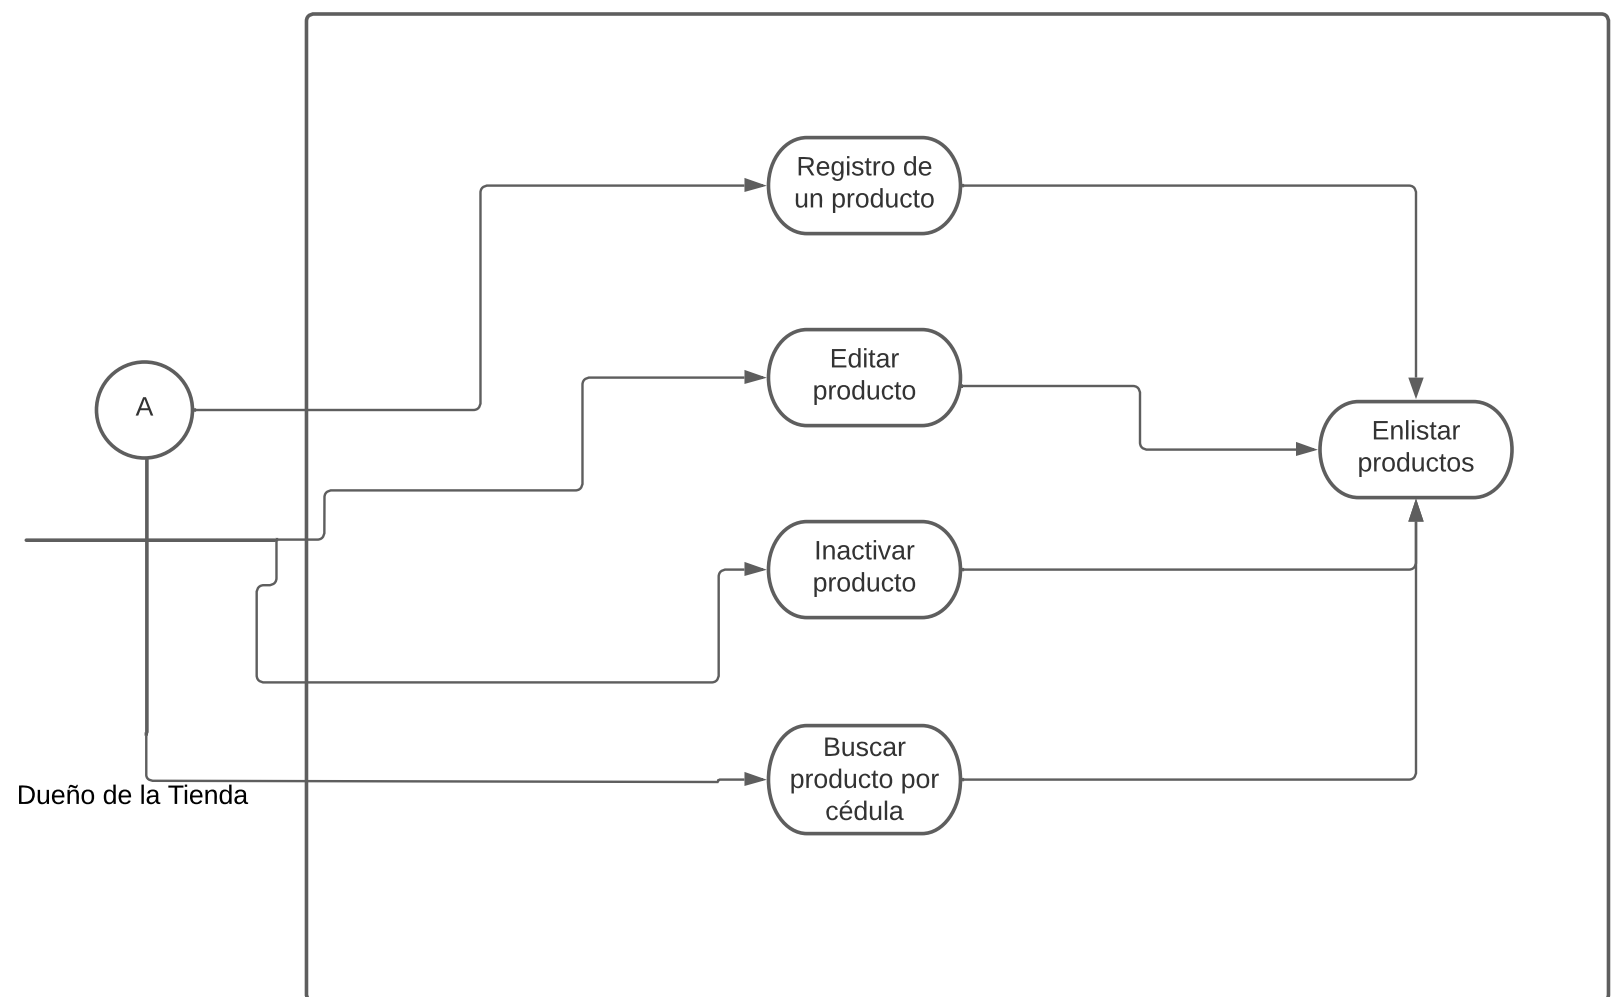 Registro de
un producto
Editar
producto
A
Enlistar
productos
Inactivar
producto
Buscar
producto por
cédula
Dueño de la Tienda